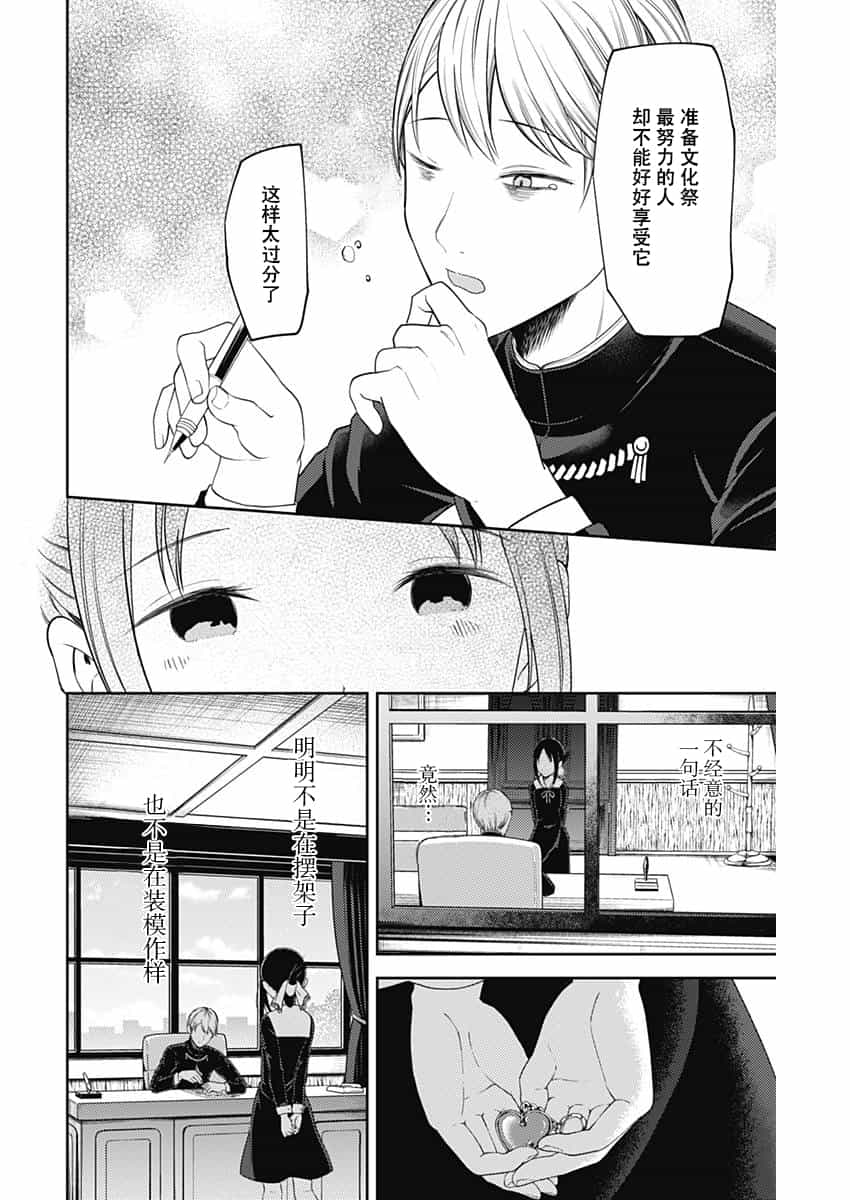 准备文化祭
最努力的人
却不能好好享受它
这样太过分了
不经意的
一句话
竟然…
明明不是在摆架子
也不是在装模作样